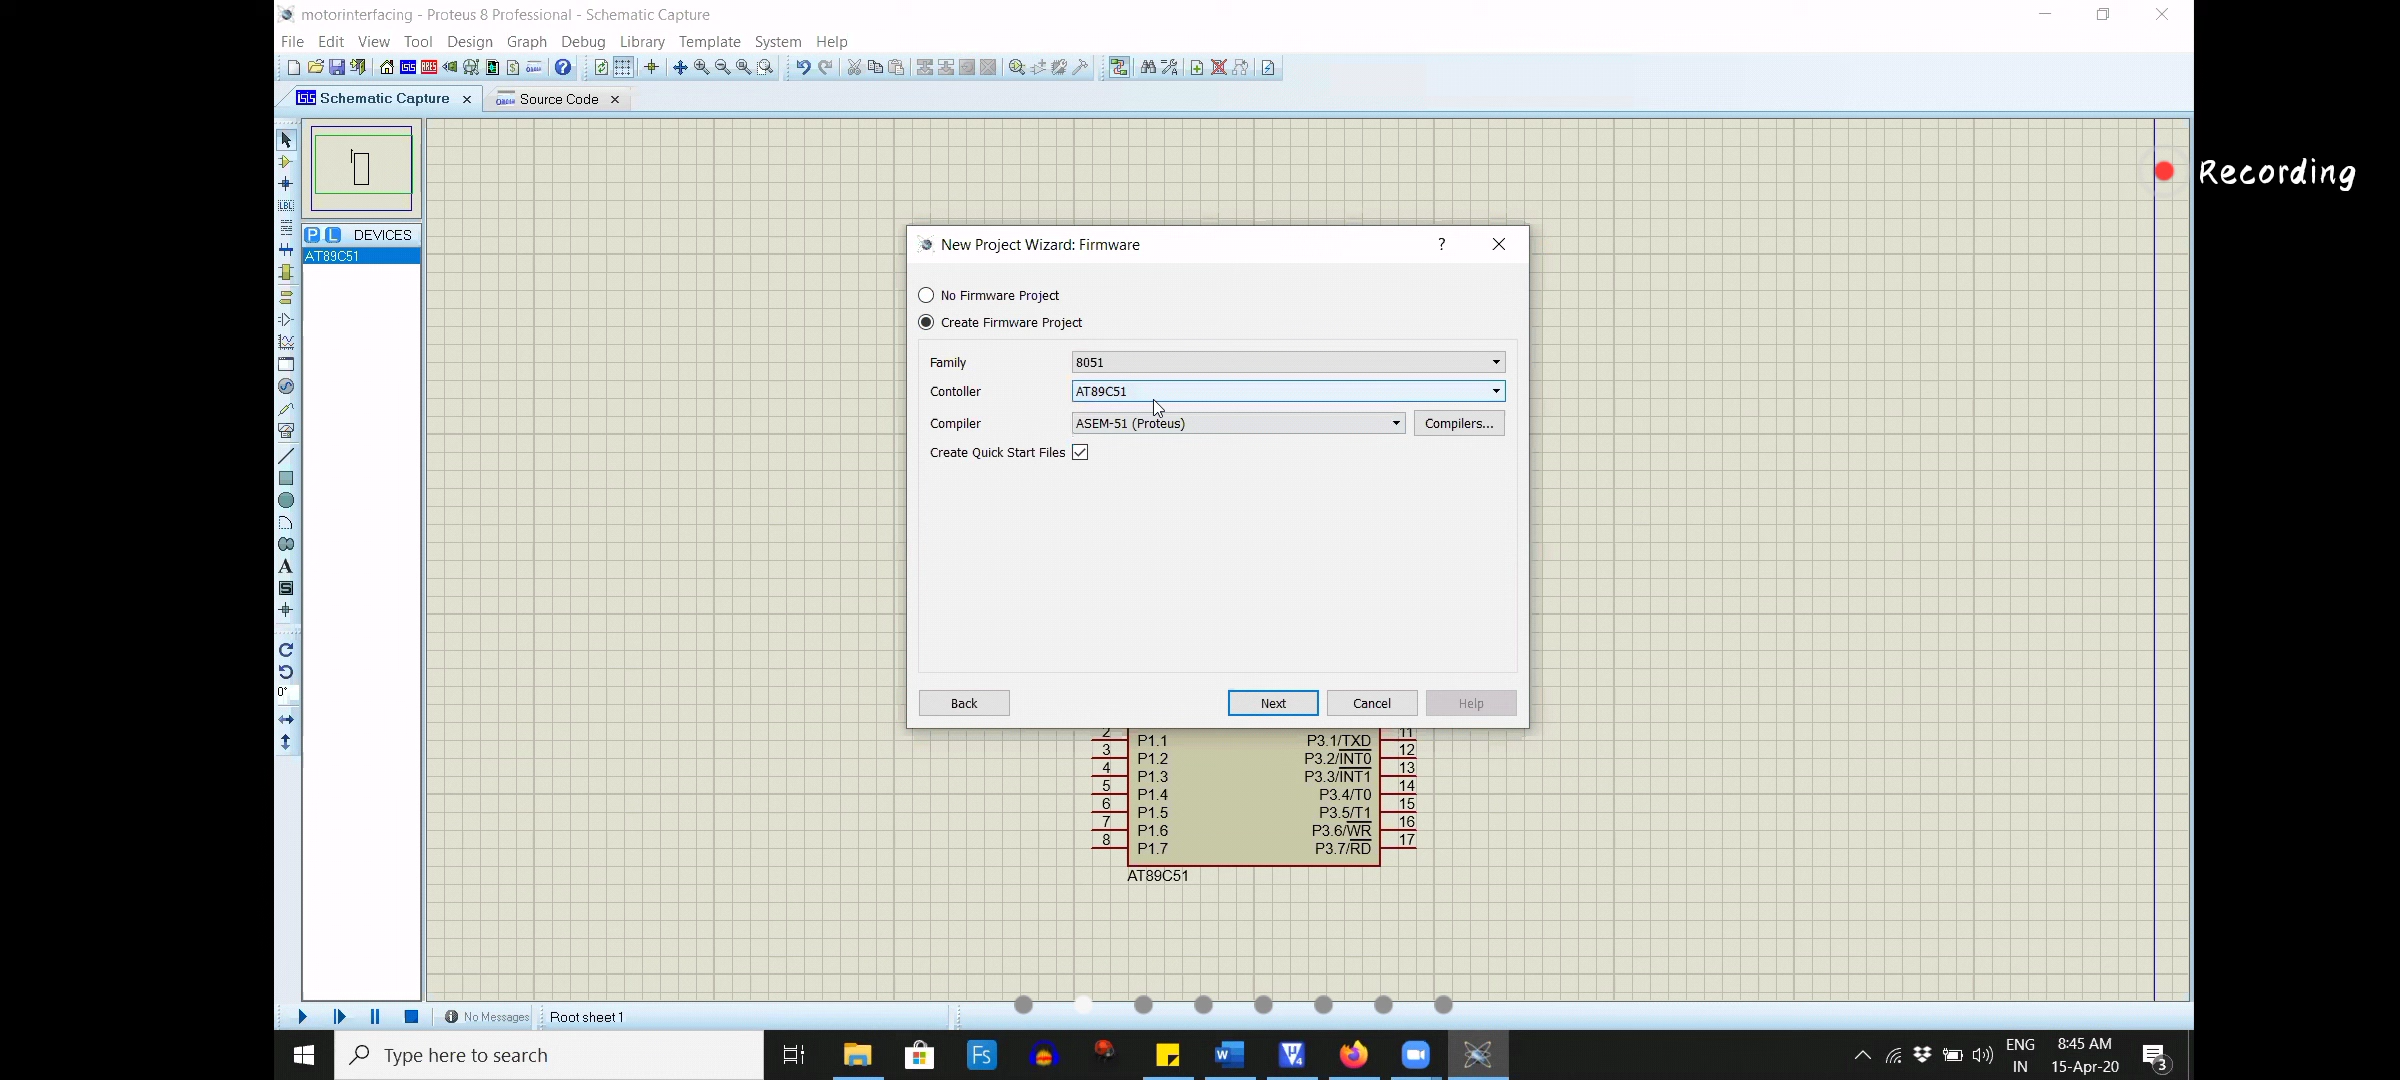 motorinterfacing - Proteus 8 Professional - Schematic Capture
File Edit View Tool Design Graph Debug Library Template System Help
Schematic Capture
Source Code
Recording
P L DEVICES
AT89C51
LBL
New Project Wizard: Firmware
No Firmware Project
Create Firmware Project
Family 8051
Contoller AT89C51
Compiler ASEM-51 (Proteus) Compilers...
Create Quick Start Files
Back Next Cancel Help
2 P1.1 P3.1/TXD 11
3 P1.2 P3.2/INT0 12
4 P1.3 P3.3/INT1 13
5 P1.4 P3.4/T0 14
6 P1.5 P3.5/T1 15
7 P1.6 P3.6/WR 16
8 P1.7 P3.7/RD 17
AT89C51
A
S
0°
No Messages Root sheet 1
Type here to search
Fs
W
ENG
IN
8:45 AM
15-Apr-20
3